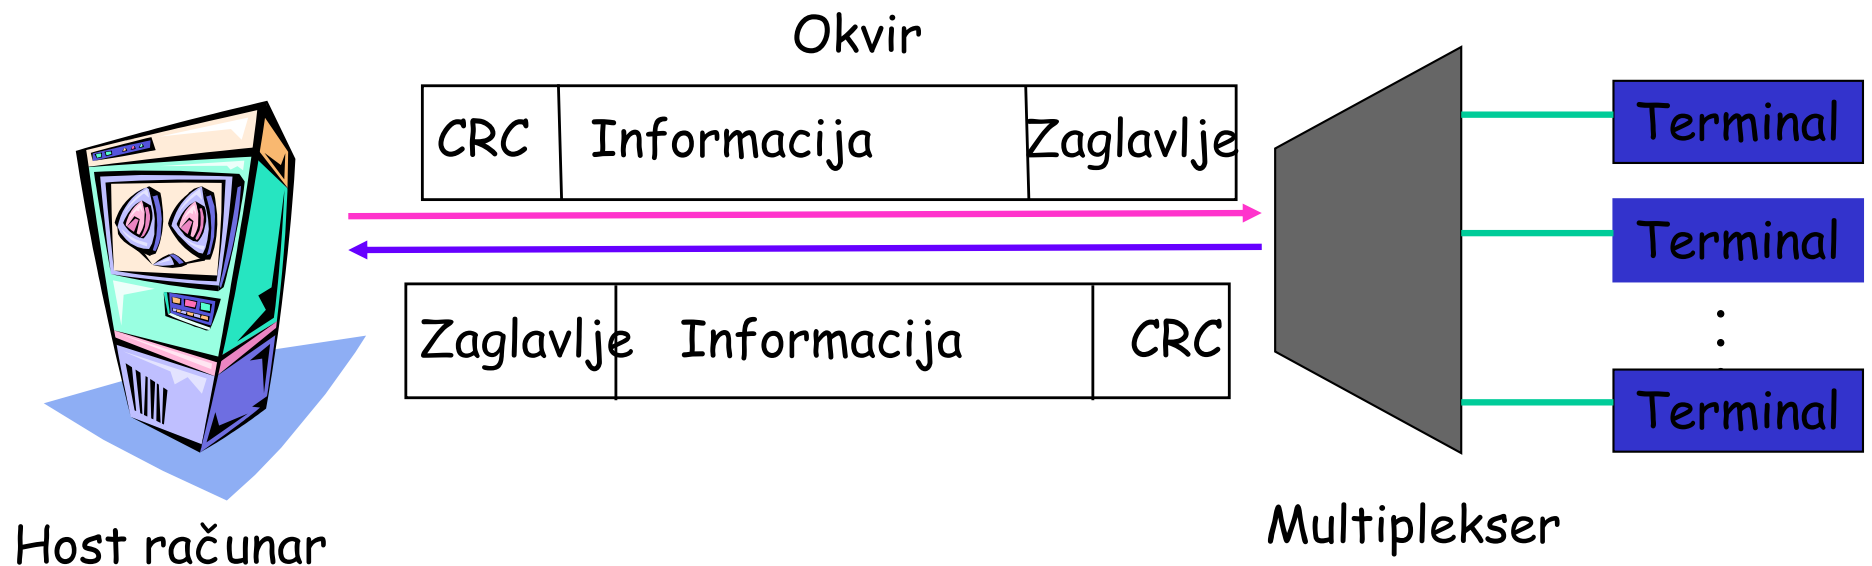 Okvir
CRC Informacija Zaglavlje
Zaglavlje Informacija CRC
Terminal
Terminal
Terminal
Multiplekser
Host računar